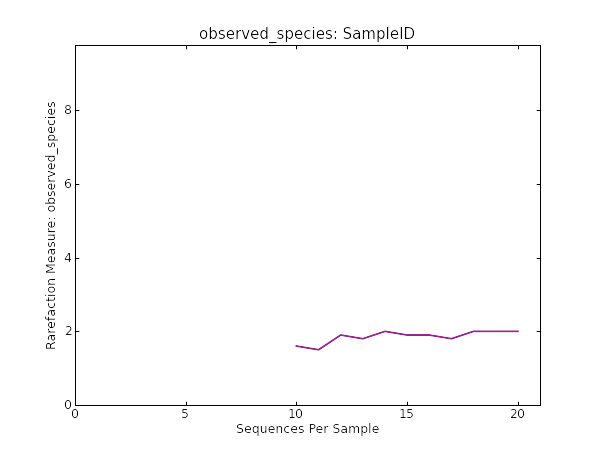 observed_species: SampleID
Rarefaction Measure: observed_species
8
6
4
2
0
0 5 10 15 20
Sequences Per Sample